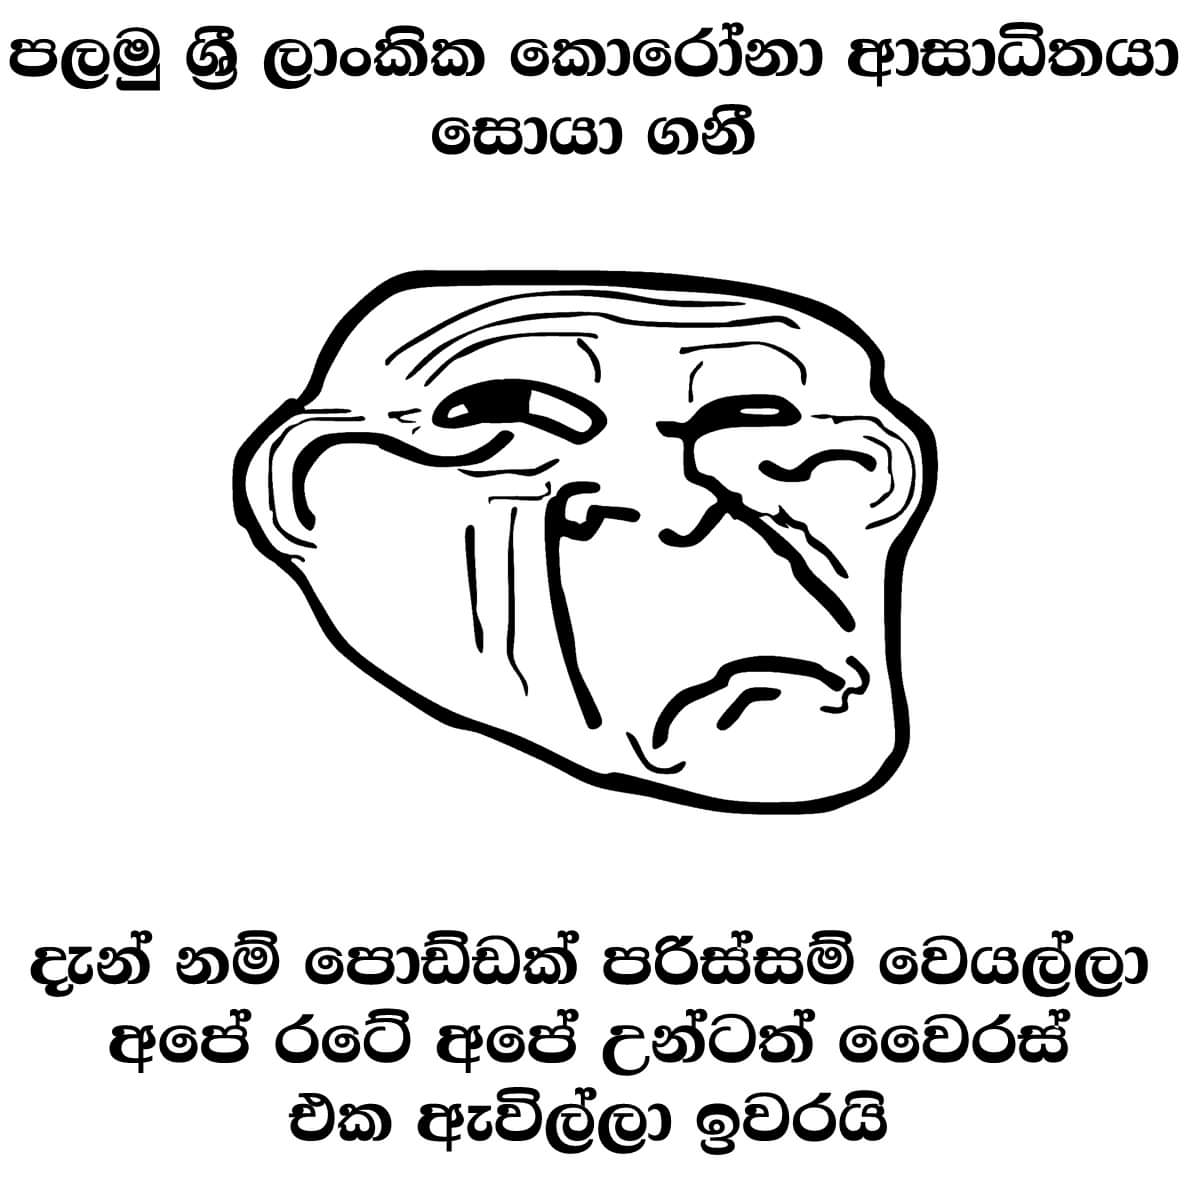 පලමු ශ්‍රී ලාංකික කොරෝනා ආසාධිතයා
සොයා ගනී
දැන් නම් පොඩ්ඩක් පරිස්සම් වෙයල්ලා
අපේ රටේ අපේ උන්ටත් වෛරස්
එක ඇවිල්ලා ඉවරයි